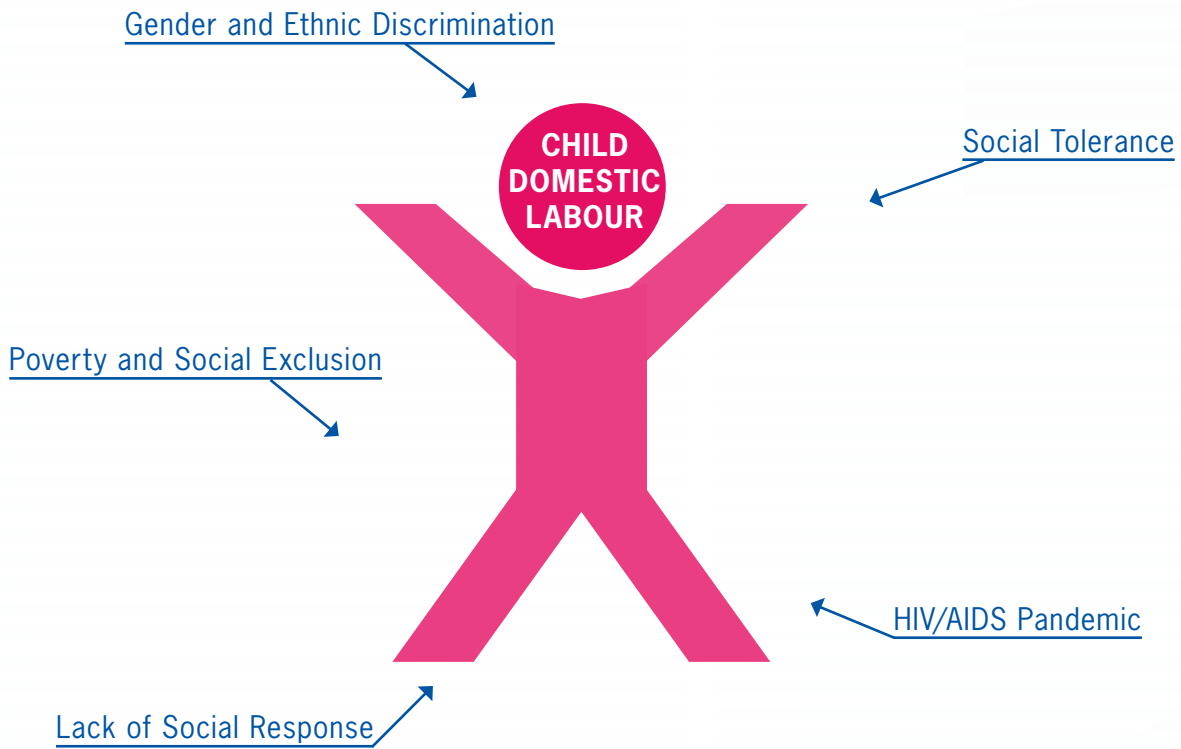 Gender and Ethnic Discrimination
CHILD
DOMESTIC
LABOUR
Social Tolerance
Poverty and Social Exclusion
HIV/AIDS Pandemic
Lack of Social Response